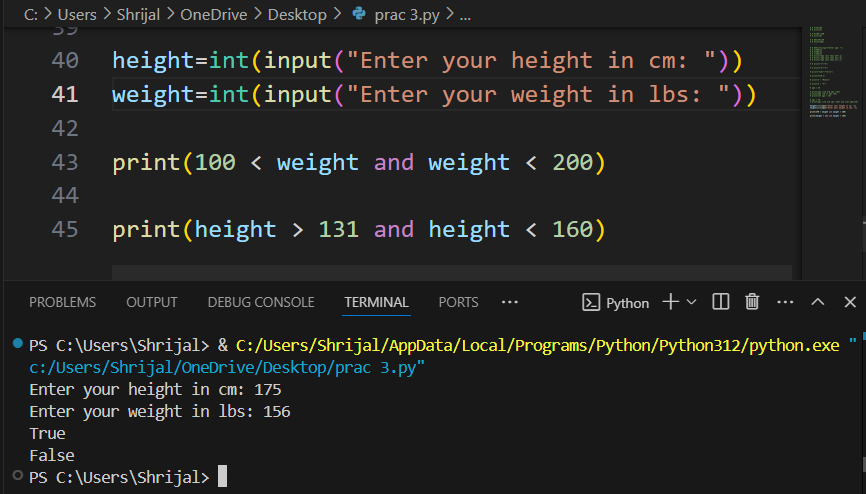 C: > Users > Shrijal > OneDrive > Desktop > prac 3.py > ...
39
40 height=int(input("Enter your height in cm: "))
41 weight=int(input("Enter your weight in lbs: "))
42
43 print(100 < weight and weight < 200)
44
45 print(height > 131 and height < 160)
PROBLEMS OUTPUT DEBUG CONSOLE TERMINAL PORTS ... Python
PS C:\Users\Shrijal> & C:/Users/Shrijal/AppData/Local/Programs/Python/Python312/python.exe "
c:/Users/Shrijal/OneDrive/Desktop/prac 3.py"
Enter your height in cm: 175
Enter your weight in lbs: 156
True
False
PS C:\Users\Shrijal>